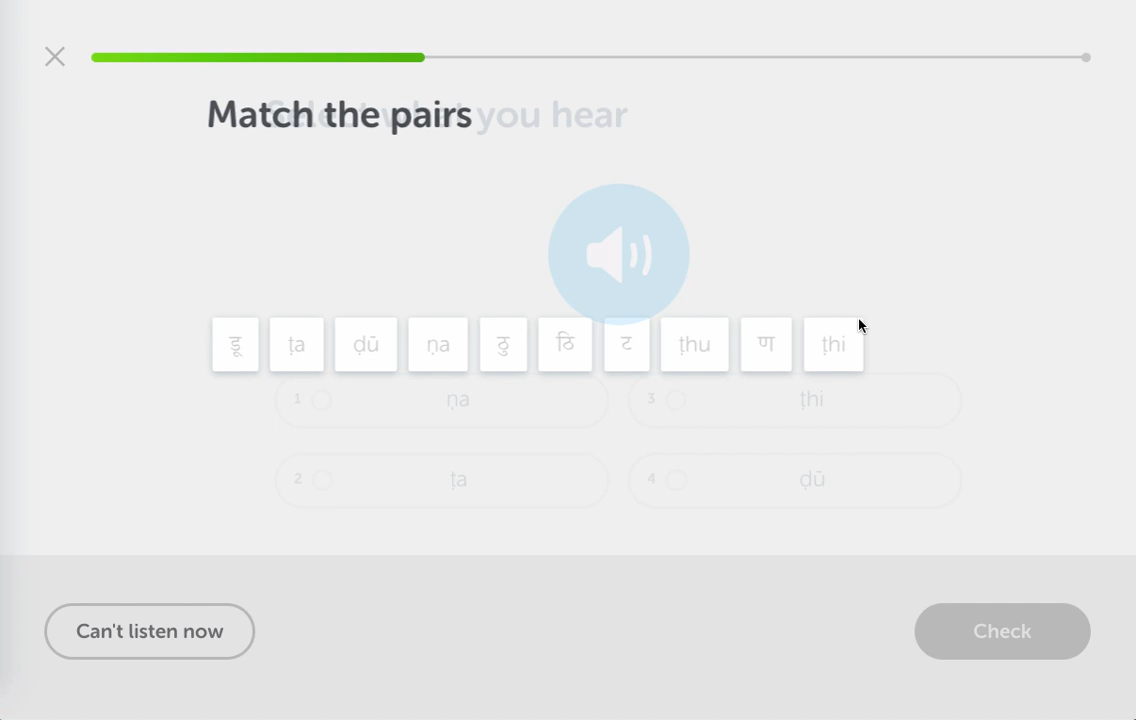 Match the pairs
Select what you hear
डू ṭa ḍū ṇa ठु ठि ट ṭhu ण ṭhi
1 ṇa 3 ṭhi
2 ṭa 4 ḍū
Can't listen now Check